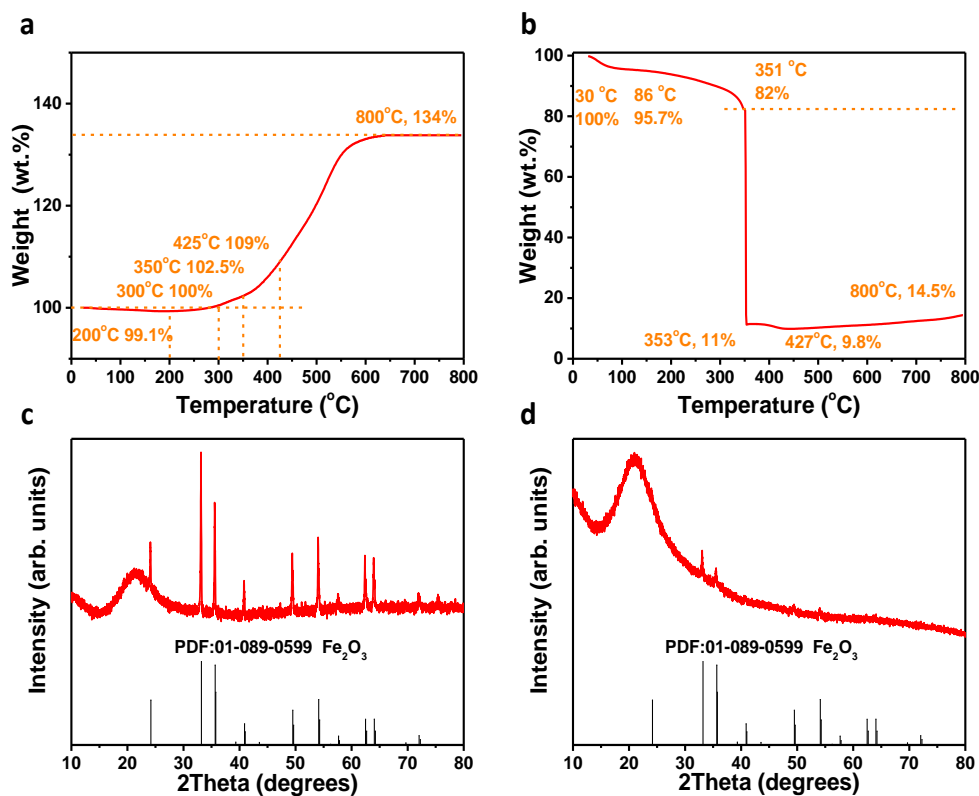 a
140
120
100
Weight (wt.%)
800°C, 134%
425°C 109%
350°C 102.5%
300°C 100%
200°C 99.1%
0 100 200 300 400 500 600 700 800
Temperature (°C)
b
100
80
60
40
20
0
Weight (wt.%)
351 °C
82%
30 °C 86 °C
100% 95.7%
800°C, 14.5%
353°C, 11% 427°C, 9.8%
0 100 200 300 400 500 600 700 800
Temperature (°C)
c
Intensity (arb. units)
PDF:01-089-0599 Fe₂O₃
10 20 30 40 50 60 70 80
2Theta (degrees)
d
Intensity (arb. units)
PDF:01-089-0599 Fe₂O₃
10 20 30 40 50 60 70 80
2Theta (degrees)